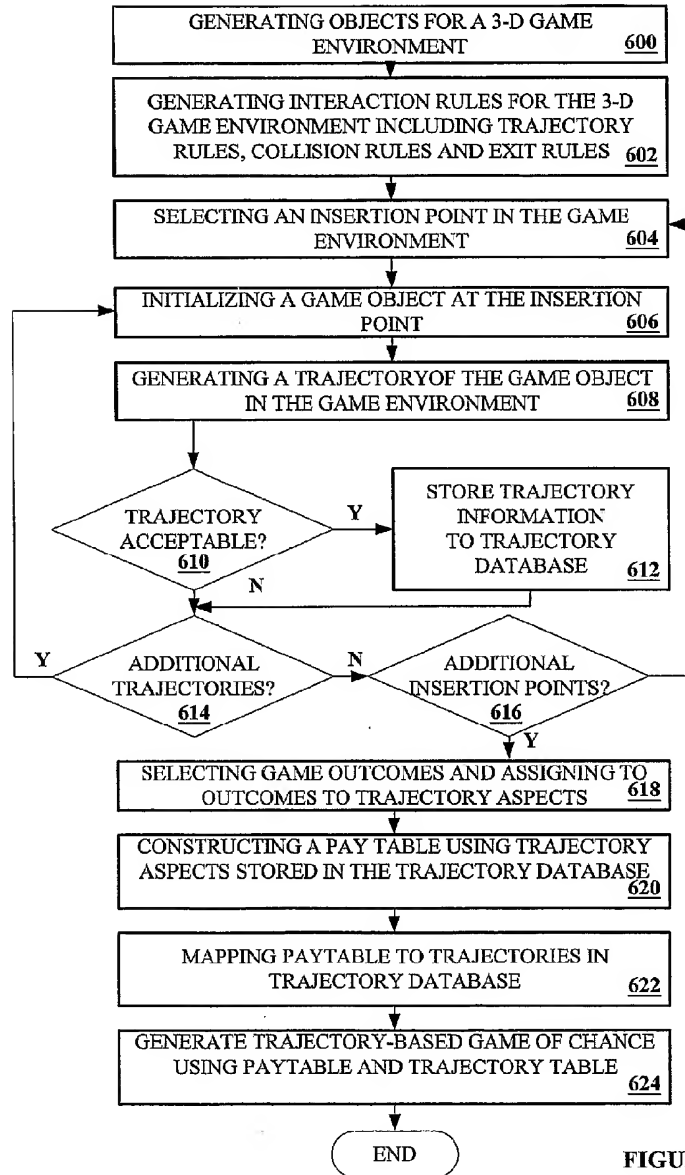 GENERATING OBJECTS FOR A 3-D GAME
ENVIRONMENT
600
GENERATING INTERACTION RULES FOR THE 3-D
GAME ENVIRONMENT INCLUDING TRAJECTORY
RULES, COLLISION RULES AND EXIT RULES
602
SELECTING AN INSERTION POINT IN THE GAME
ENVIRONMENT
604
INITIALIZING A GAME OBJECT AT THE INSERTION
POINT
606
GENERATING A TRAJECTORYOF THE GAME OBJECT
IN THE GAME ENVIRONMENT
608
TRAJECTORY
ACCEPTABLE?
610
Y
N
STORE TRAJECTORY
INFORMATION
TO TRAJECTORY
DATABASE
612
Y
ADDITIONAL
TRAJECTORIES?
614
N
ADDITIONAL
INSERTION POINTS?
616
Y
SELECTING GAME OUTCOMES AND ASSIGNING TO
OUTCOMES TO TRAJECTORY ASPECTS
618
CONSTRUCTING A PAY TABLE USING TRAJECTORY
ASPECTS STORED IN THE TRAJECTORY DATABASE
620
MAPPING PAYTABLE TO TRAJECTORIES IN
TRAJECTORY DATABASE
622
GENERATE TRAJECTORY-BASED GAME OF CHANCE
USING PAYTABLE AND TRAJECTORY TABLE
624
END
FIGU